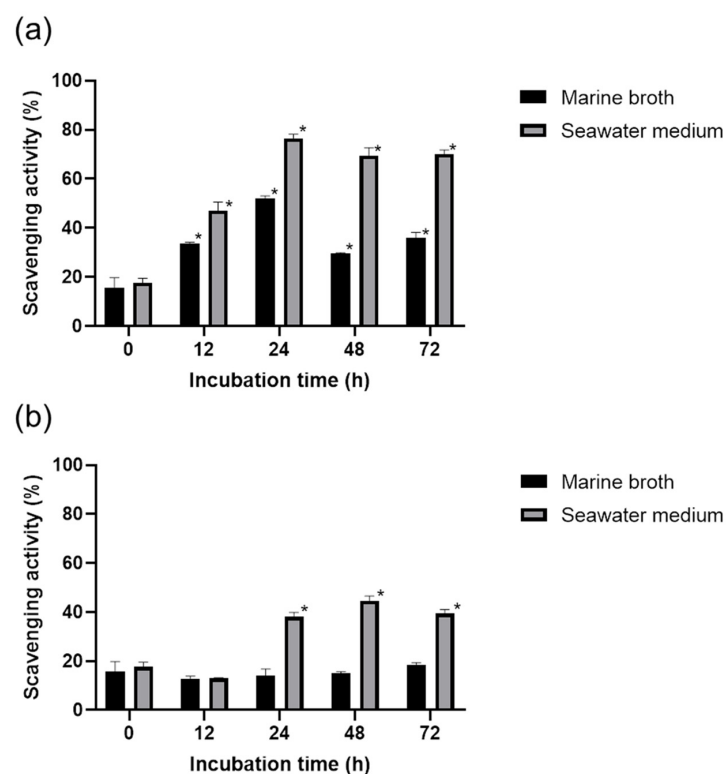 (a)
100
80
60
40
20
0
Scavenging activity (%)
* * * * * * * *
0 12 24 48 72
Incubation time (h)
Marine broth
Seawater medium
(b)
100
80
60
40
20
0
Scavenging activity (%)
* * *
0 12 24 48 72
Incubation time (h)
Marine broth
Seawater medium